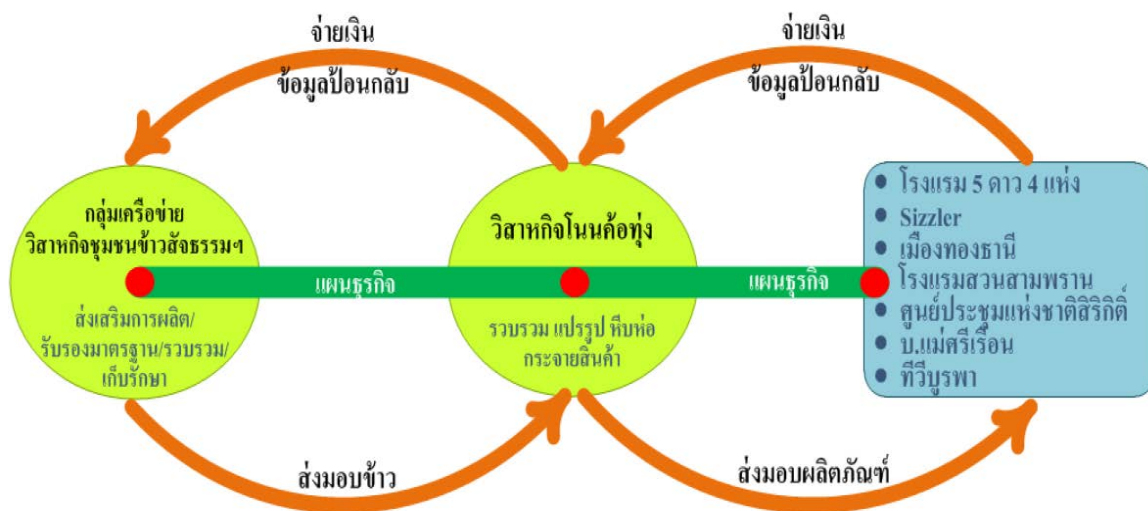 จ่ายเงิน
ข้อมูลป้อนกลับ
จ่ายเงิน
ข้อมูลป้อนกลับ
กลุ่มเครือข่าย
วิสาหกิจชุมชนข้าวสัจธรรมฯ
ส่งเสริมการผลิต/
รับรองมาตรฐาน/รวบรวม/
เก็บรักษา
แผนธุรกิจ
วิสาหกิจโนนค้อทุ่ง
รวบรวม แปรรูป หีบห่อ
กระจายสินค้า
แผนธุรกิจ
โรงแรม 5 ดาว 4 แห่ง
Sizzler
เมืองทองธานี
โรงแรมสวนสามพราน
ศูนย์ประชุมแห่งชาติสิริกิติ์
บ.แม่ศรีเรือน
ทีวีบูรพา
ส่งมอบข้าว
ส่งมอบผลิตภัณฑ์